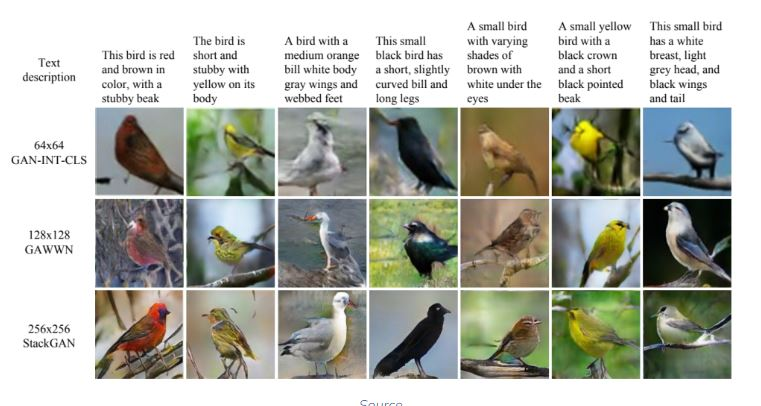 Text
description
This bird is red
and brown in
color, with a
stubby beak
The bird is
short and
stubby with
yellow on its
body
A bird with a
medium orange
bill white body
gray wings and
webbed feet
This small
black bird has
a short, slightly
curved bill and
long legs
A small bird
with varying
shades of
brown with
white under the
eyes
A small yellow
bird with a
black crown
and a short
black pointed
beak
This small bird
has a white
breast, light
grey head, and
black wings
and tail
64x64
GAN-INT-CLS
128x128
GAWWN
256x256
StackGAN
Source